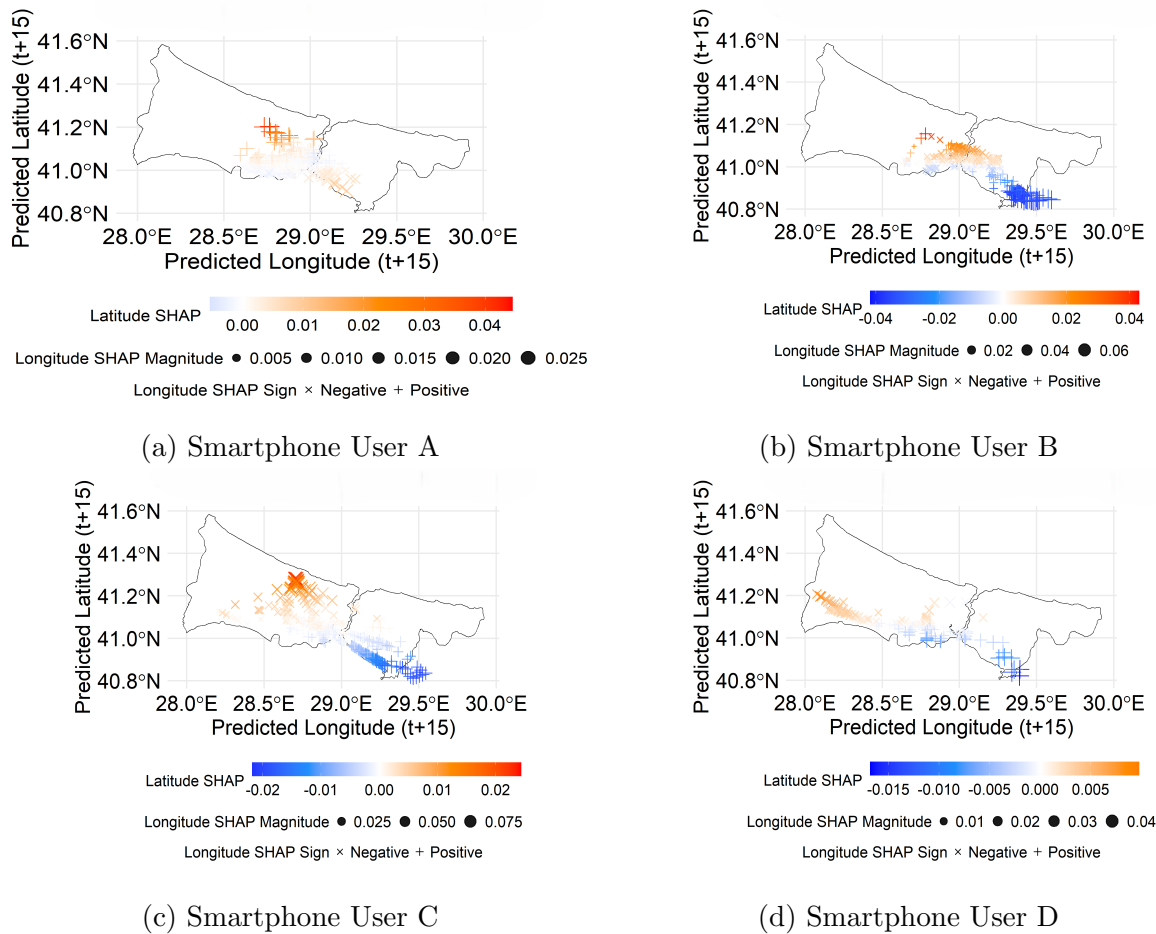 Predicted Latitude (t+15)
41.6°N
41.4°N
41.2°N
41.0°N
40.8°N
28.0°E 28.5°E 29.0°E 29.5°E 30.0°E
Predicted Longitude (t+15)
Latitude SHAP
0.00 0.01 0.02 0.03 0.04
Longitude SHAP Magnitude 0.005 0.010 0.015 0.020 0.025
Longitude SHAP Sign × Negative + Positive
(a) Smartphone User A
Predicted Latitude (t+15)
41.6°N
41.4°N
41.2°N
41.0°N
40.8°N
28.0°E 28.5°E 29.0°E 29.5°E 30.0°E
Predicted Longitude (t+15)
Latitude SHAP
-0.04 -0.02 0.00 0.02 0.04
Longitude SHAP Magnitude 0.02 0.04 0.06
Longitude SHAP Sign × Negative + Positive
(b) Smartphone User B
Predicted Latitude (t+15)
41.6°N
41.4°N
41.2°N
41.0°N
40.8°N
28.0°E 28.5°E 29.0°E 29.5°E 30.0°E
Predicted Longitude (t+15)
Latitude SHAP
-0.02 -0.01 0.00 0.01 0.02
Longitude SHAP Magnitude 0.025 0.050 0.075
Longitude SHAP Sign × Negative + Positive
(c) Smartphone User C
Predicted Latitude (t+15)
41.6°N
41.4°N
41.2°N
41.0°N
40.8°N
28.0°E 28.5°E 29.0°E 29.5°E 30.0°E
Predicted Longitude (t+15)
Latitude SHAP
-0.015 -0.010 -0.005 0.000 0.005
Longitude SHAP Magnitude 0.01 0.02 0.03 0.04
Longitude SHAP Sign × Negative + Positive
(d) Smartphone User D